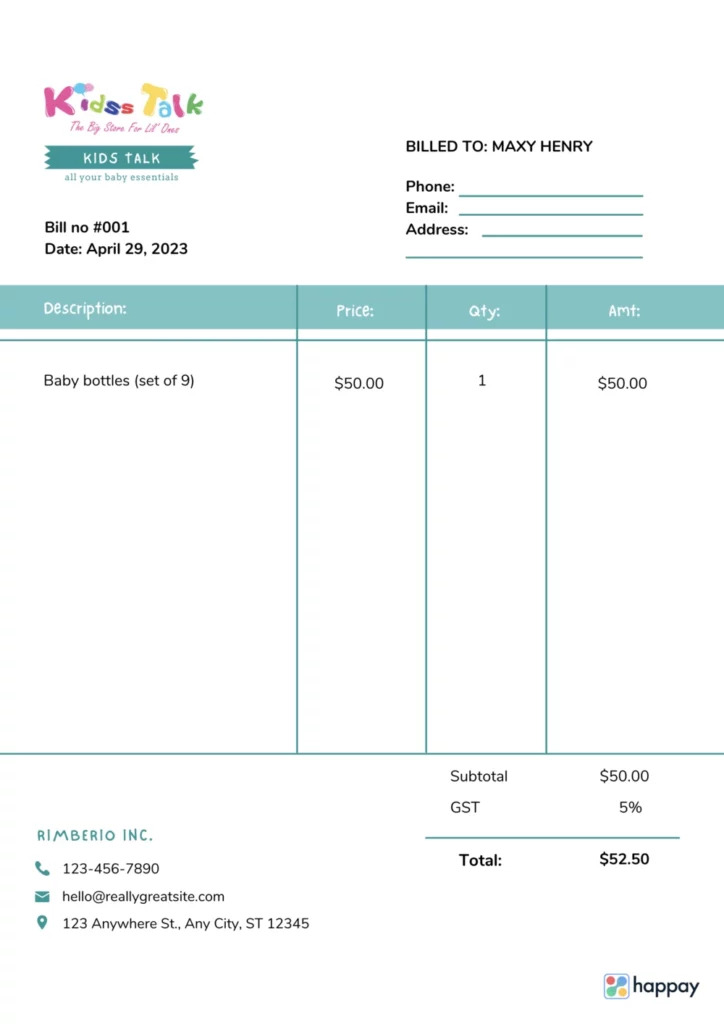 Kidss Talk
The Big Store For Lil' Ones
KIDS TALK
all your baby essentials
Bill no #001
Date: April 29, 2023
BILLED TO: MAXY HENRY
Phone:
Email:
Address:
Description: Price: Qty: Amt:
Baby bottles (set of 9) $50.00 1 $50.00
Subtotal $50.00
GST 5%
Total: $52.50
RIMBERIO INC.
123-456-7890
hello@reallygreatsite.com
123 Anywhere St., Any City, ST 12345
happay